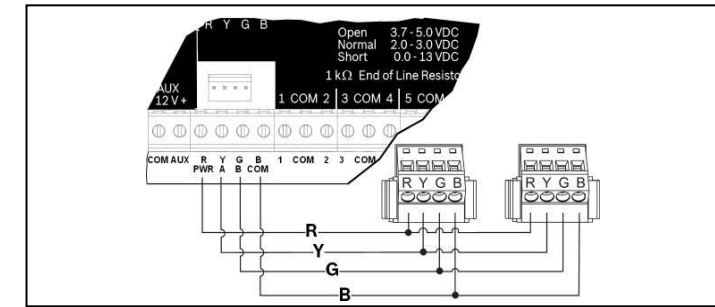 R Y G B
Open 3.7 - 5.0 VDC
Normal 2.0 - 3.0 VDC
Short 0.0 - 13 VDC
1 kΩ End of Line
AUX
12 V +
1 COM 2 3 COM 4 5 COM
COM AUX R Y G B 1 COM 2 3 COM
PWR A B COM
R Y G B R Y G B
R
Y
G
B